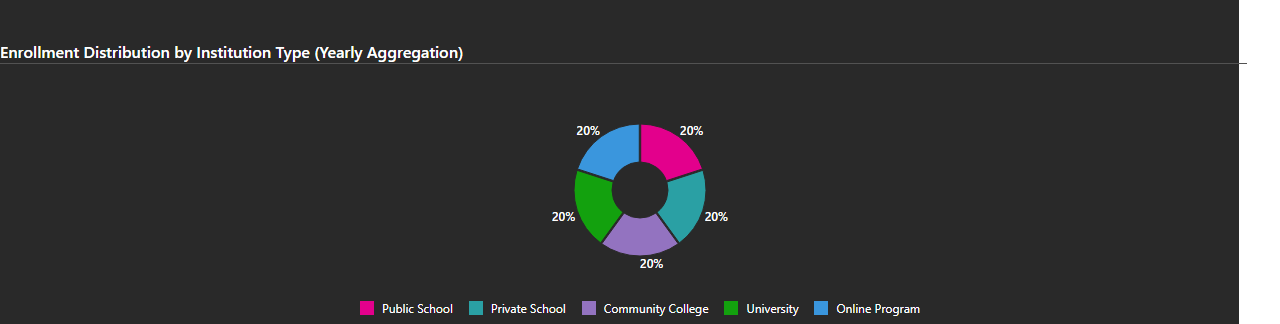 Enrollment Distribution by Institution Type (Yearly Aggregation)
20% 20%
20% 20%
20%
Public School Private School Community College University Online Program